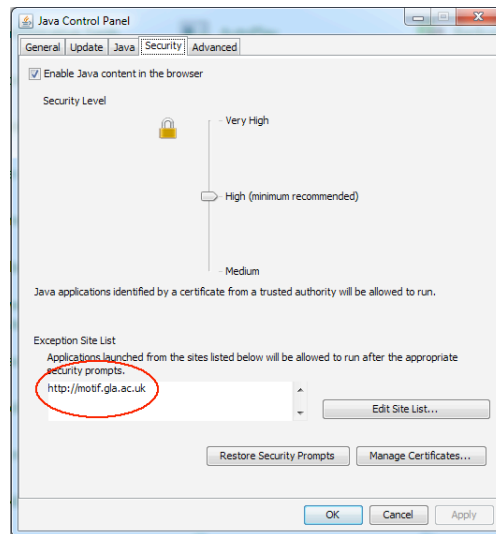 Java Control Panel
General Update Java Security Advanced
Enable Java content in the browser
Security Level
Very High
High (minimum recommended)
Medium
Java applications identified by a certificate from a trusted authority will be allowed to run.
Exception Site List
Applications launched from the sites listed below will be allowed to run after the appropriate
security prompts.
http://motif.gla.ac.uk
Edit Site List...
Restore Security Prompts Manage Certificates...
OK Cancel Apply